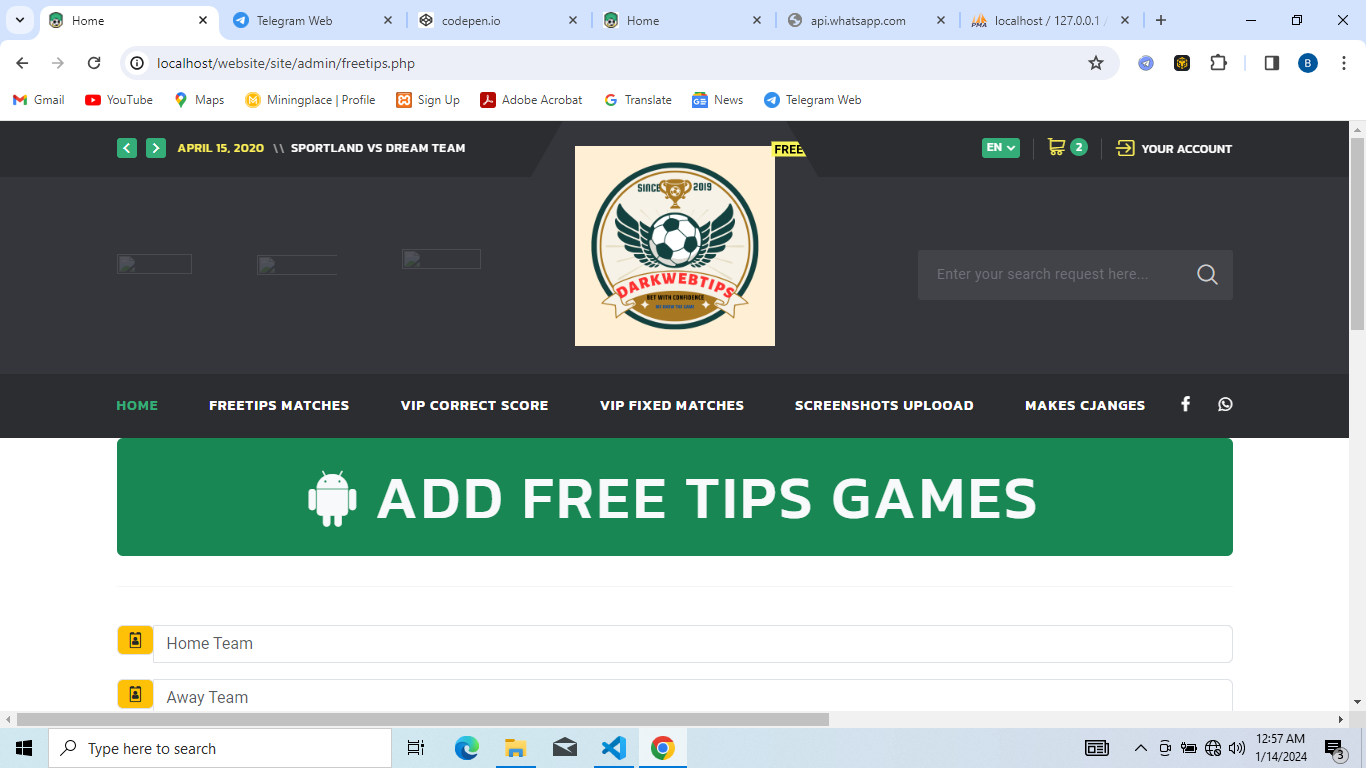 Home
Telegram Web
codepen.io
Home
api.whatsapp.com
localhost / 127.0.0.1 /
localhost/website/site/admin/freetips.php
B
Gmail
YouTube
Maps
Miningplace | Profile
Sign Up
Adobe Acrobat
Translate
News
Telegram Web
APRIL 15, 2020 \\ SPORTLAND VS DREAM TEAM
FREE
EN
2
YOUR ACCOUNT
SINCE 2019
DARKWEBTIPS
BET WITH CONFIDENCE
WE KNOW THE GAME
Enter your search request here...
HOME
FREETIPS MATCHES
VIP CORRECT SCORE
VIP FIXED MATCHES
SCREENSHOTS UPLOOAD
MAKES CJANGES
ADD FREE TIPS GAMES
Home Team
Away Team
Type here to search
12:57 AM
1/14/2024
3